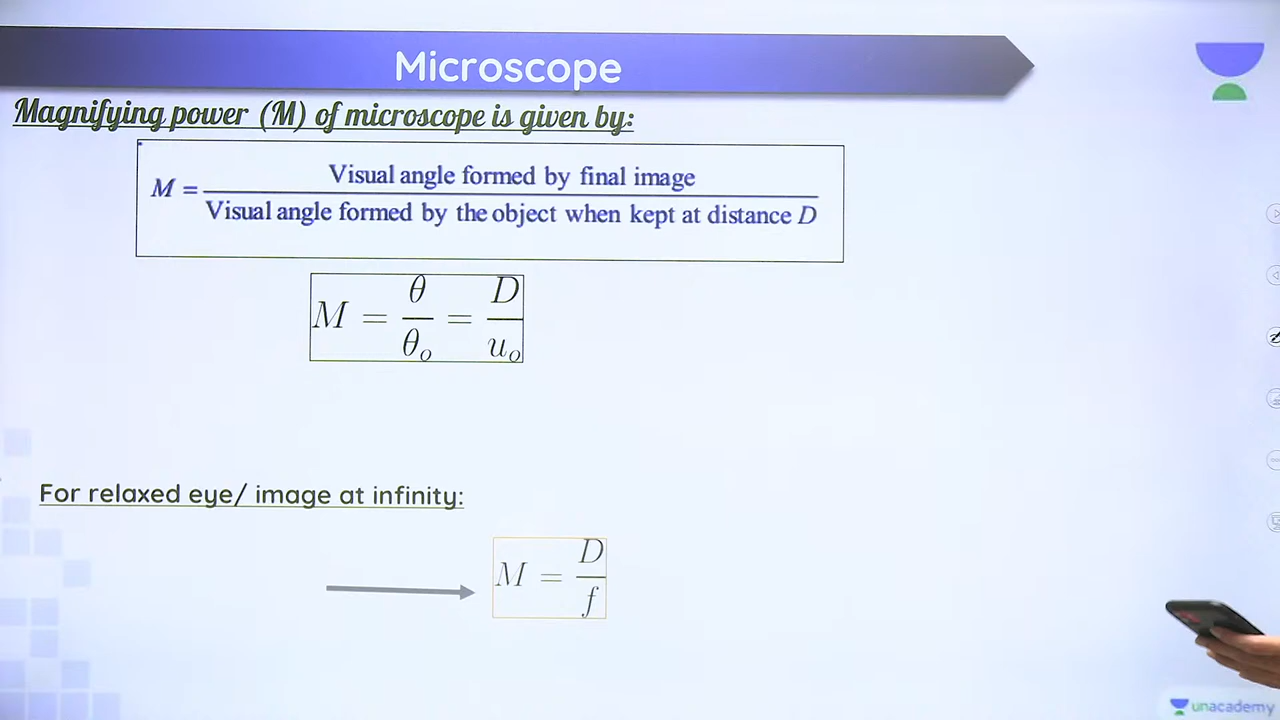 Microscope
Magnifying power (M) of microscope is given by:
M = Visual angle formed by final image / Visual angle formed by the object when kept at distance D
M = θ/θₒ = D/uₒ
For relaxed eye/ image at infinity:
M = D/f
unacademy